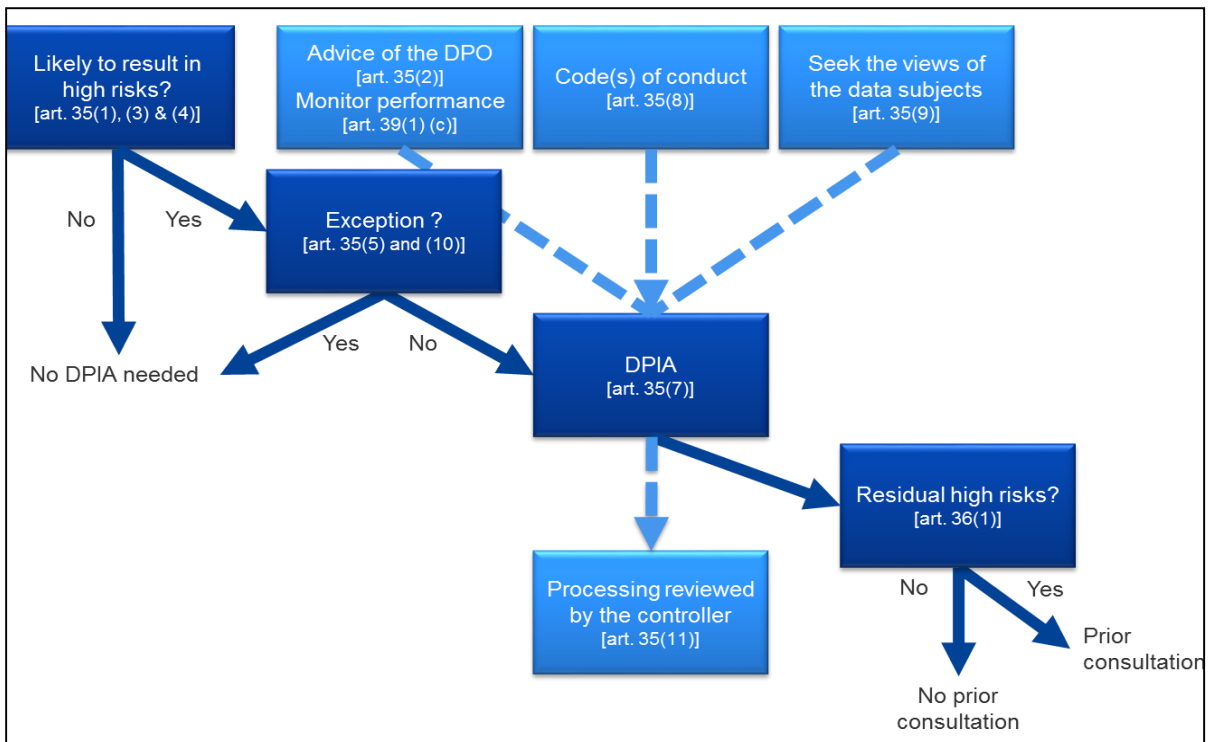 Likely to result in
high risks?
[art. 35(1), (3) & (4)]
Advice of the DPO
[art. 35(2)]
Monitor performance
[art. 39(1) (c)]
Code(s) of conduct
[art. 35(8)]
Seek the views of
the data subjects
[art. 35(9)]
No
Yes
Exception ?
[art. 35(5) and (10)]
Yes
No
No DPIA needed
DPIA
[art. 35(7)]
Residual high risks?
[art. 36(1)]
Processing reviewed
by the controller
[art. 35(11)]
No
Yes
Prior
consultation
No prior
consultation